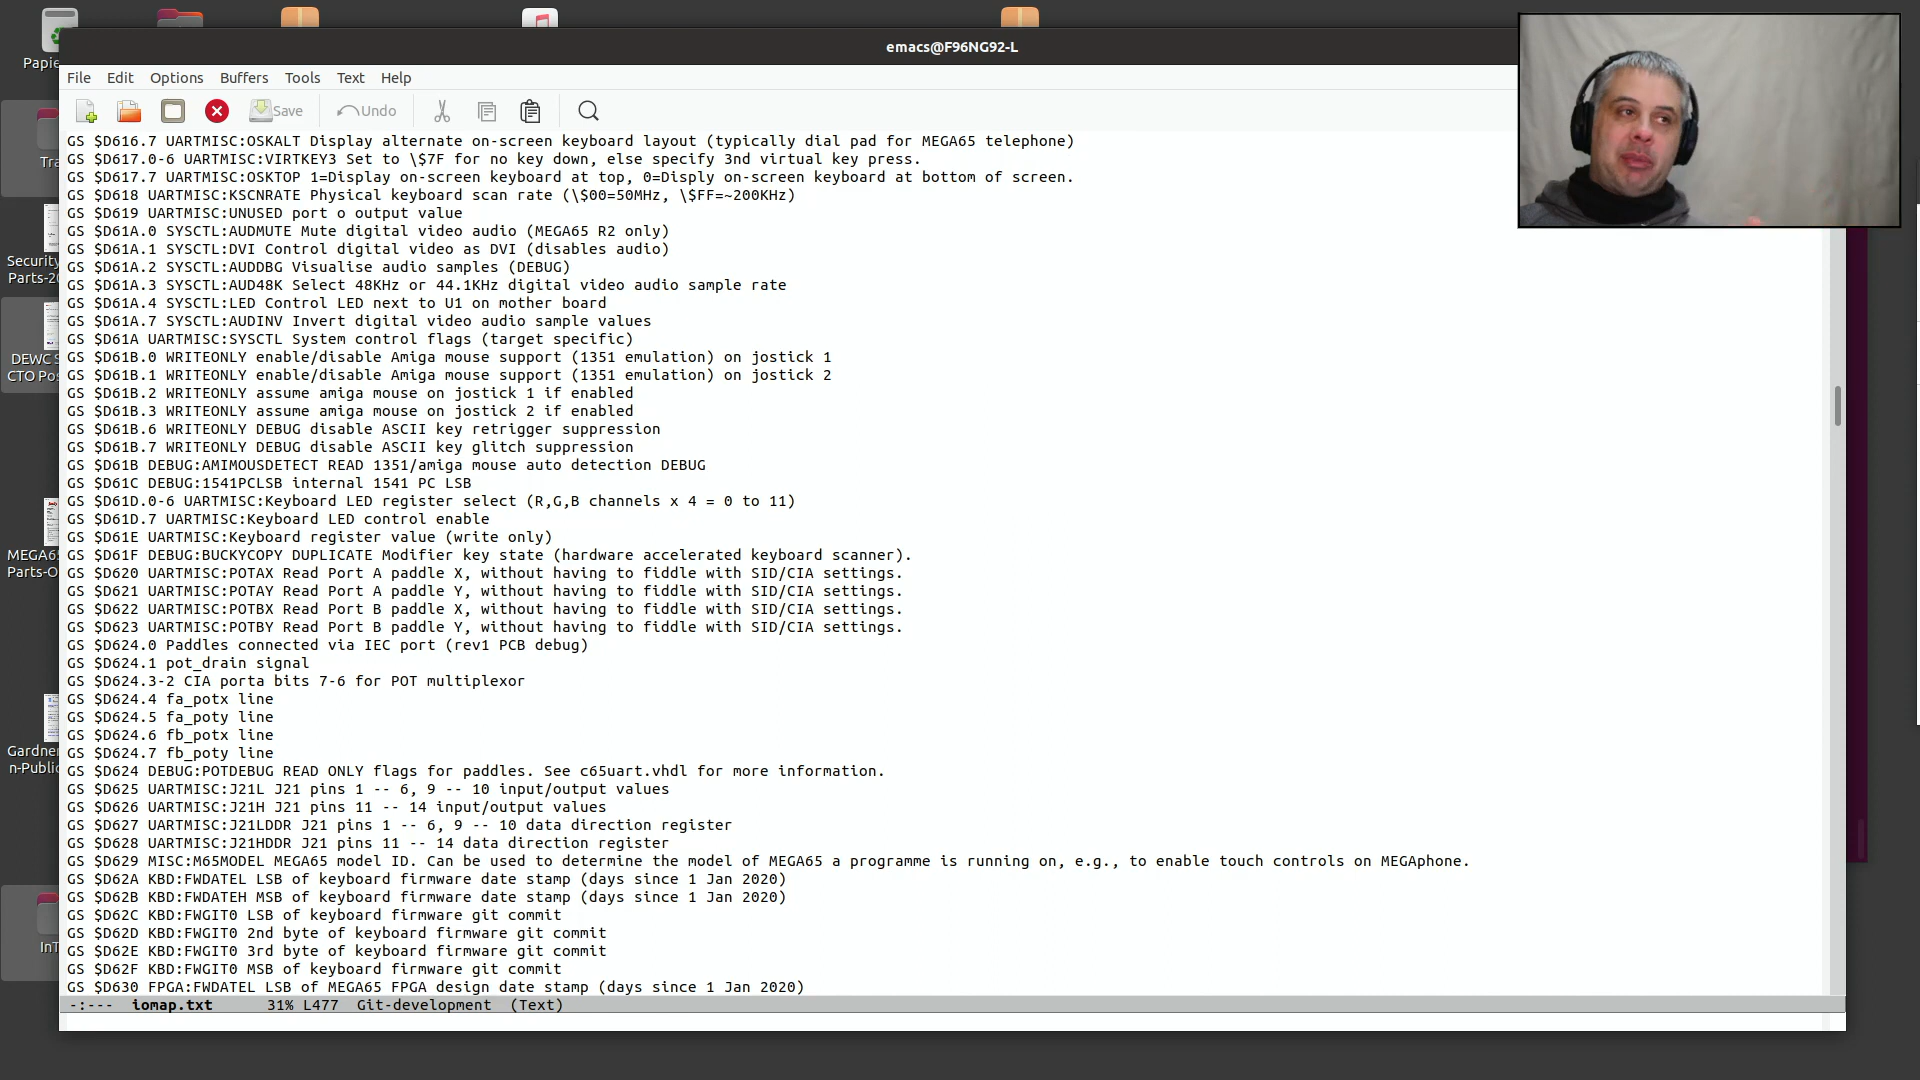 emacs@F96NG92-L
File Edit Options Buffers Tools Text Help
Save Undo
GS $D616.7 UARTMISC:OSKALT Display alternate on-screen keyboard layout (typically dial pad for MEGA65 telephone)
GS $D617.0-6 UARTMISC:VIRTKEY3 Set to \$7F for no key down, else specify 3nd virtual key press.
GS $D617.7 UARTMISC:OSKTOP 1=Display on-screen keyboard at top, 0=Disply on-screen keyboard at bottom of screen.
GS $D618 UARTMISC:KSCNRATE Physical keyboard scan rate (\$00=50MHz, \$FF=~200KHz)
GS $D619 UARTMISC:UNUSED port o output value
GS $D61A.0 SYSCTL:AUDMUTE Mute digital video audio (MEGA65 R2 only)
GS $D61A.1 SYSCTL:DVI Control digital video as DVI (disables audio)
GS $D61A.2 SYSCTL:AUDDBG Visualise audio samples (DEBUG)
GS $D61A.3 SYSCTL:AUD48K Select 48KHz or 44.1KHz digital video audio sample rate
GS $D61A.4 SYSCTL:LED Control LED next to U1 on mother board
GS $D61A.7 SYSCTL:AUDINV Invert digital video audio sample values
GS $D61A UARTMISC:SYSCTL System control flags (target specific)
GS $D61B.0 WRITEONLY enable/disable Amiga mouse support (1351 emulation) on jostick 1
GS $D61B.1 WRITEONLY enable/disable Amiga mouse support (1351 emulation) on jostick 2
GS $D61B.2 WRITEONLY assume amiga mouse on jostick 1 if enabled
GS $D61B.3 WRITEONLY assume amiga mouse on jostick 2 if enabled
GS $D61B.6 WRITEONLY DEBUG disable ASCII key retrigger suppression
GS $D61B.7 WRITEONLY DEBUG disable ASCII key glitch suppression
GS $D61B DEBUG:AMIMOUSDETECT READ 1351/amiga mouse auto detection DEBUG
GS $D61C DEBUG:1541PCLSB internal 1541 PC LSB
GS $D61D.0-6 UARTMISC:Keyboard LED register select (R,G,B channels x 4 = 0 to 11)
GS $D61D.7 UARTMISC:Keyboard LED control enable
GS $D61E UARTMISC:Keyboard register value (write only)
GS $D61F DEBUG:BUCKYCOPY DUPLICATE Modifier key state (hardware accelerated keyboard scanner).
GS $D620 UARTMISC:POTAX Read Port A paddle X, without having to fiddle with SID/CIA settings.
GS $D621 UARTMISC:POTAY Read Port A paddle Y, without having to fiddle with SID/CIA settings.
GS $D622 UARTMISC:POTBX Read Port B paddle X, without having to fiddle with SID/CIA settings.
GS $D623 UARTMISC:POTBY Read Port B paddle Y, without having to fiddle with SID/CIA settings.
GS $D624.0 Paddles connected via IEC port (rev1 PCB debug)
GS $D624.1 pot_drain signal
GS $D624.3-2 CIA porta bits 7-6 for POT multiplexor
GS $D624.4 fa_potx line
GS $D624.5 fa_poty line
GS $D624.6 fb_potx line
GS $D624.7 fb_poty line
GS $D624 DEBUG:POTDEBUG READ ONLY flags for paddles. See c65uart.vhdl for more information.
GS $D625 UARTMISC:J21L J21 pins 1 -- 6, 9 -- 10 input/output values
GS $D626 UARTMISC:J21H J21 pins 11 -- 14 input/output values
GS $D627 UARTMISC:J21LDDR J21 pins 1 -- 6, 9 -- 10 data direction register
GS $D628 UARTMISC:J21HDDR J21 pins 11 -- 14 data direction register
GS $D629 MISC:M65MODEL MEGA65 model ID. Can be used to determine the model of MEGA65 a programme is running on, e.g., to enable touch controls on MEGAphone.
GS $D62A KBD:FWDATEL LSB of keyboard firmware date stamp (days since 1 Jan 2020)
GS $D62B KBD:FWDATEH MSB of keyboard firmware date stamp (days since 1 Jan 2020)
GS $D62C KBD:FWGIT0 LSB of keyboard firmware git commit
GS $D62D KBD:FWGIT0 2nd byte of keyboard firmware git commit
GS $D62E KBD:FWGIT0 3rd byte of keyboard firmware git commit
GS $D62F KBD:FWGIT0 MSB of keyboard firmware git commit
GS $D630 FPGA:FWDATEL LSB of MEGA65 FPGA design date stamp (days since 1 Jan 2020)
-:--- iomap.txt 31% L477 Git-development (Text)
Papie
Tra
Security
Parts-20
DEWC S
CTO Pos
MEGA65
Parts-O
Gardner
n-Public
InT